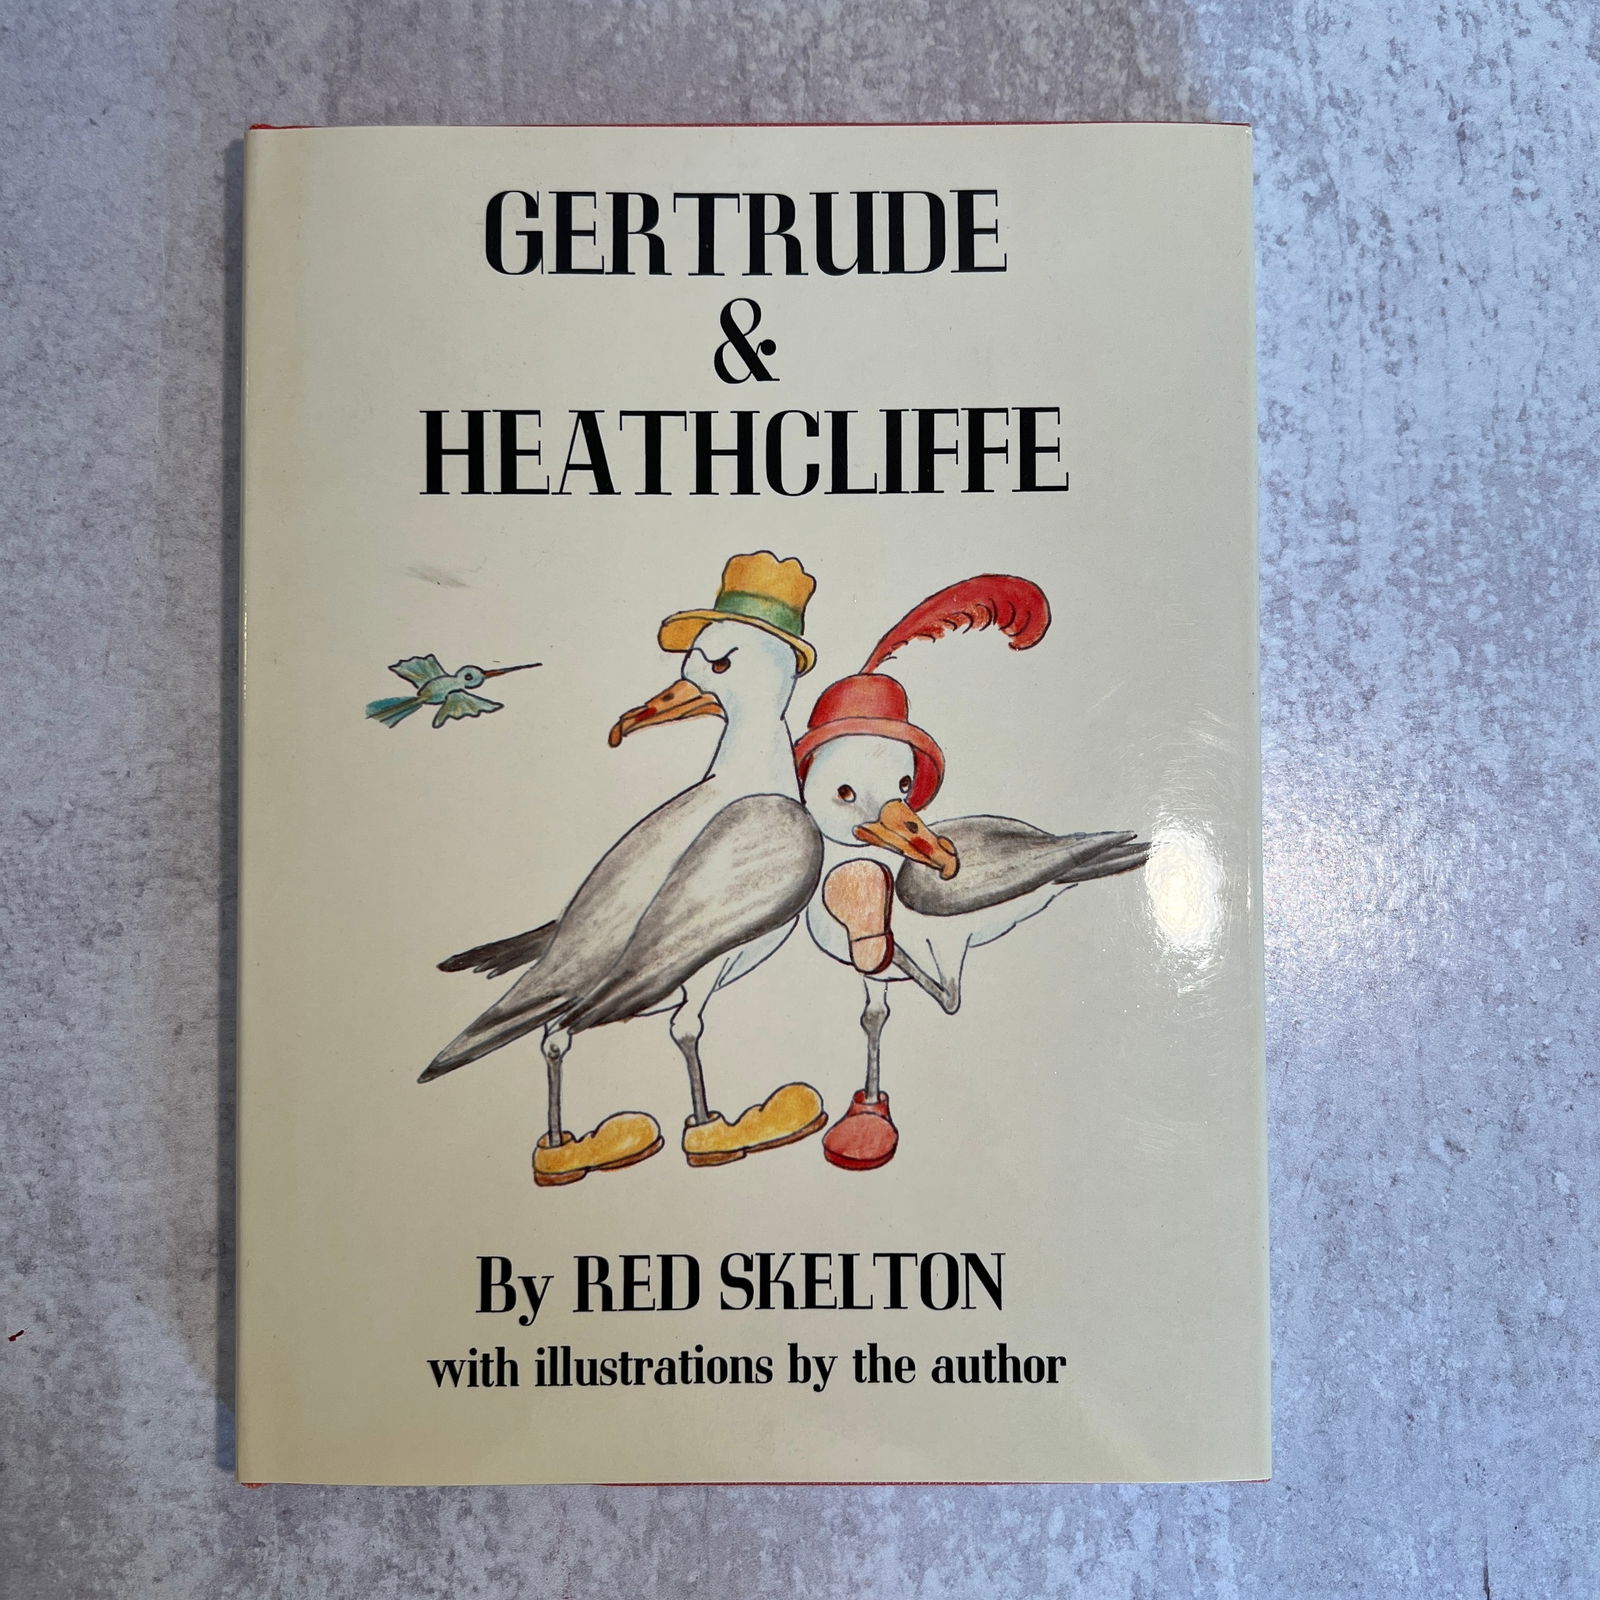 GERTRUDE
&
HEATHCLIFFE
By RED SKELTON
with illustrations by the author